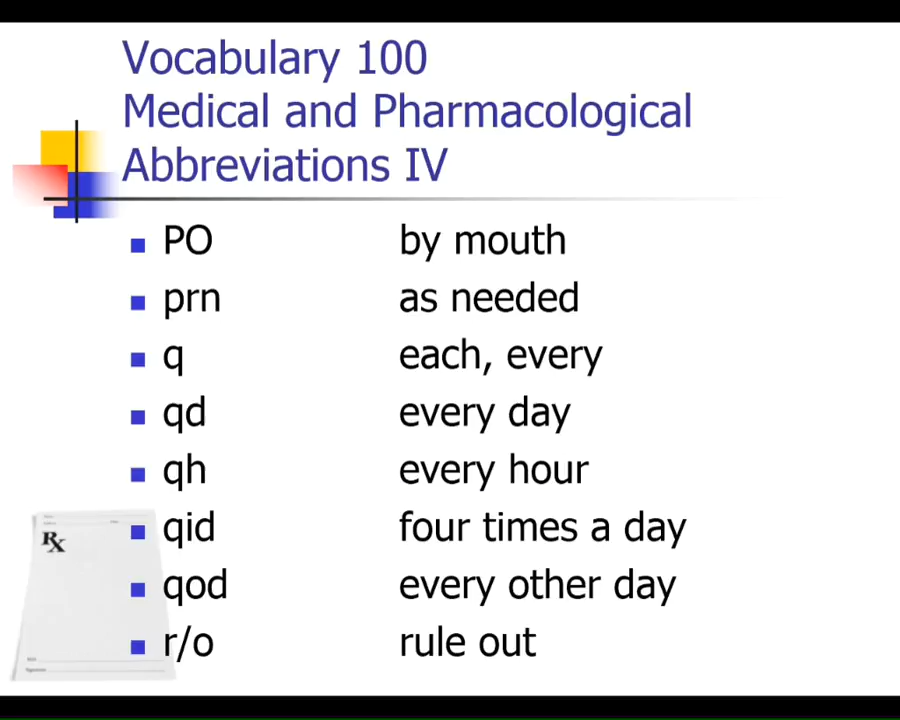 Vocabulary 100
Medical and Pharmacological
Abbreviations IV
PO by mouth
prn as needed
q each, every
qd every day
qh every hour
qid four times a day
qod every other day
r/o rule out
Rx